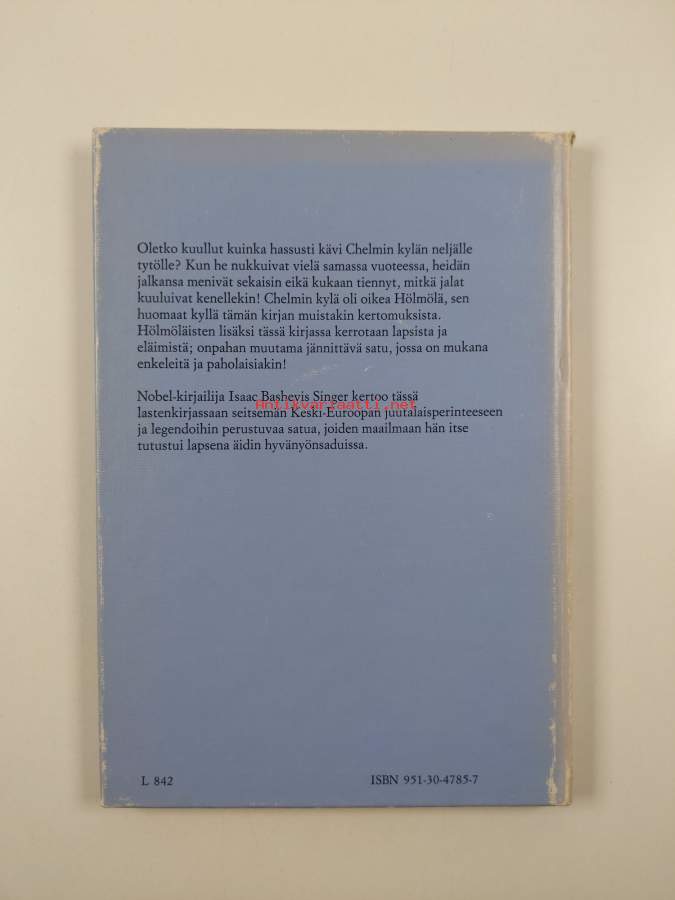 Oletko kuullut kuinka hassusti kävi Chelmin kylän neljälle
tytölle? Kun he nukkuivat vielä samassa vuoteessa, heidän
jalkansa menivät sekaisin eikä kukaan tiennyt, mitkä jalat
kuuluivat kenellekin! Chelmin kylä oli oikea Hölmölä, sen
huomaat kyllä tämän kirjan muistakin kertomuksista.
Hölmöläisten lisäksi tässä kirjassa kerrotaan lapsista ja
eläimistä; onpahan muutama jännittävä satu, jossa on mukana
enkeleitä ja paholaisiakin!
Nobel-kirjailija Isaac Bashevis Singer kertoo tässä
Antikvariaatti.net
lastenkirjassaan seitsemän Keski-Euroopan juutalaisperinteeseen
ja legendoihin perustuvaa satua, joiden maailmaan hän itse
tutustui lapsena äidin hyvänyönsaduissa.
L 842
ISBN 951-30-4785-7